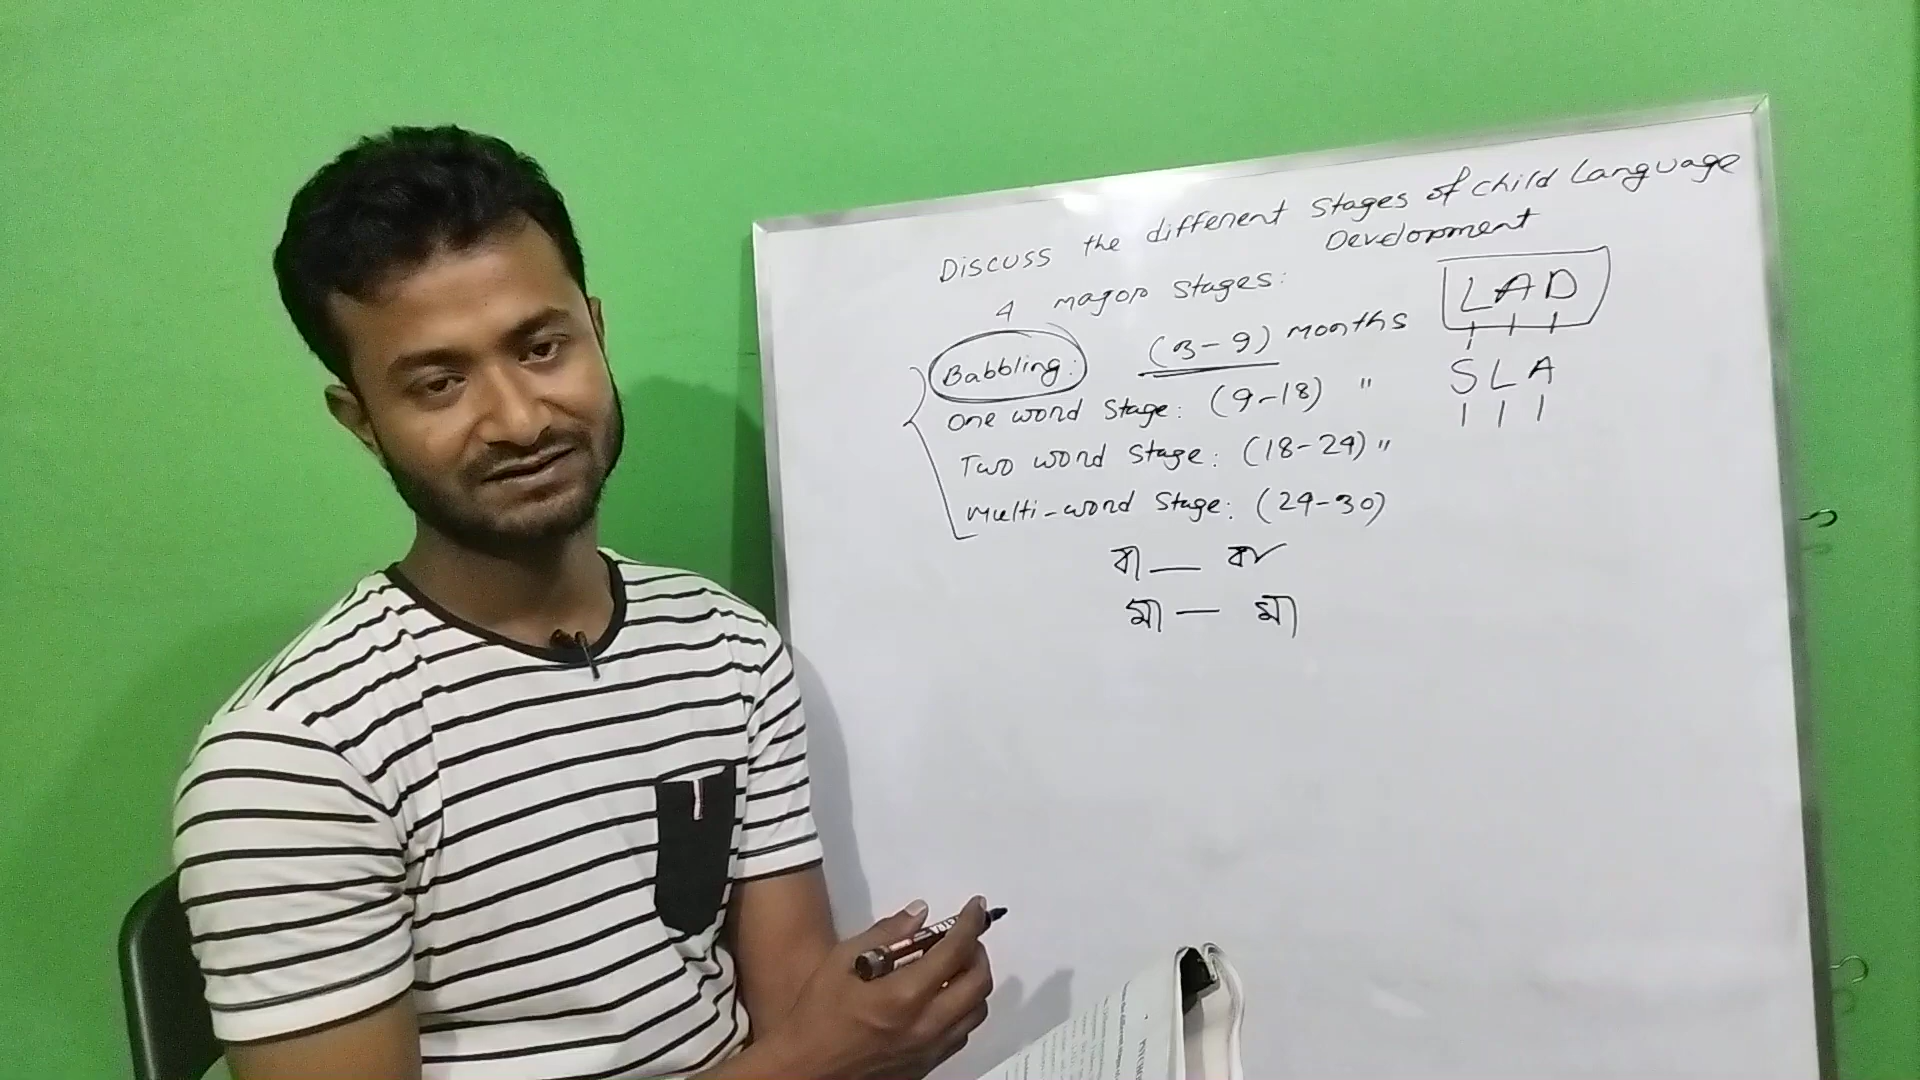 Discuss the different stages of child Language
Development
4 major stages:
Babbling: (3-9) months
One word stage: (9-18) "
Two word stage: (18-24) "
Multi-word stage: (24-30)
বা — বা
মা — মা
LAD
SLA